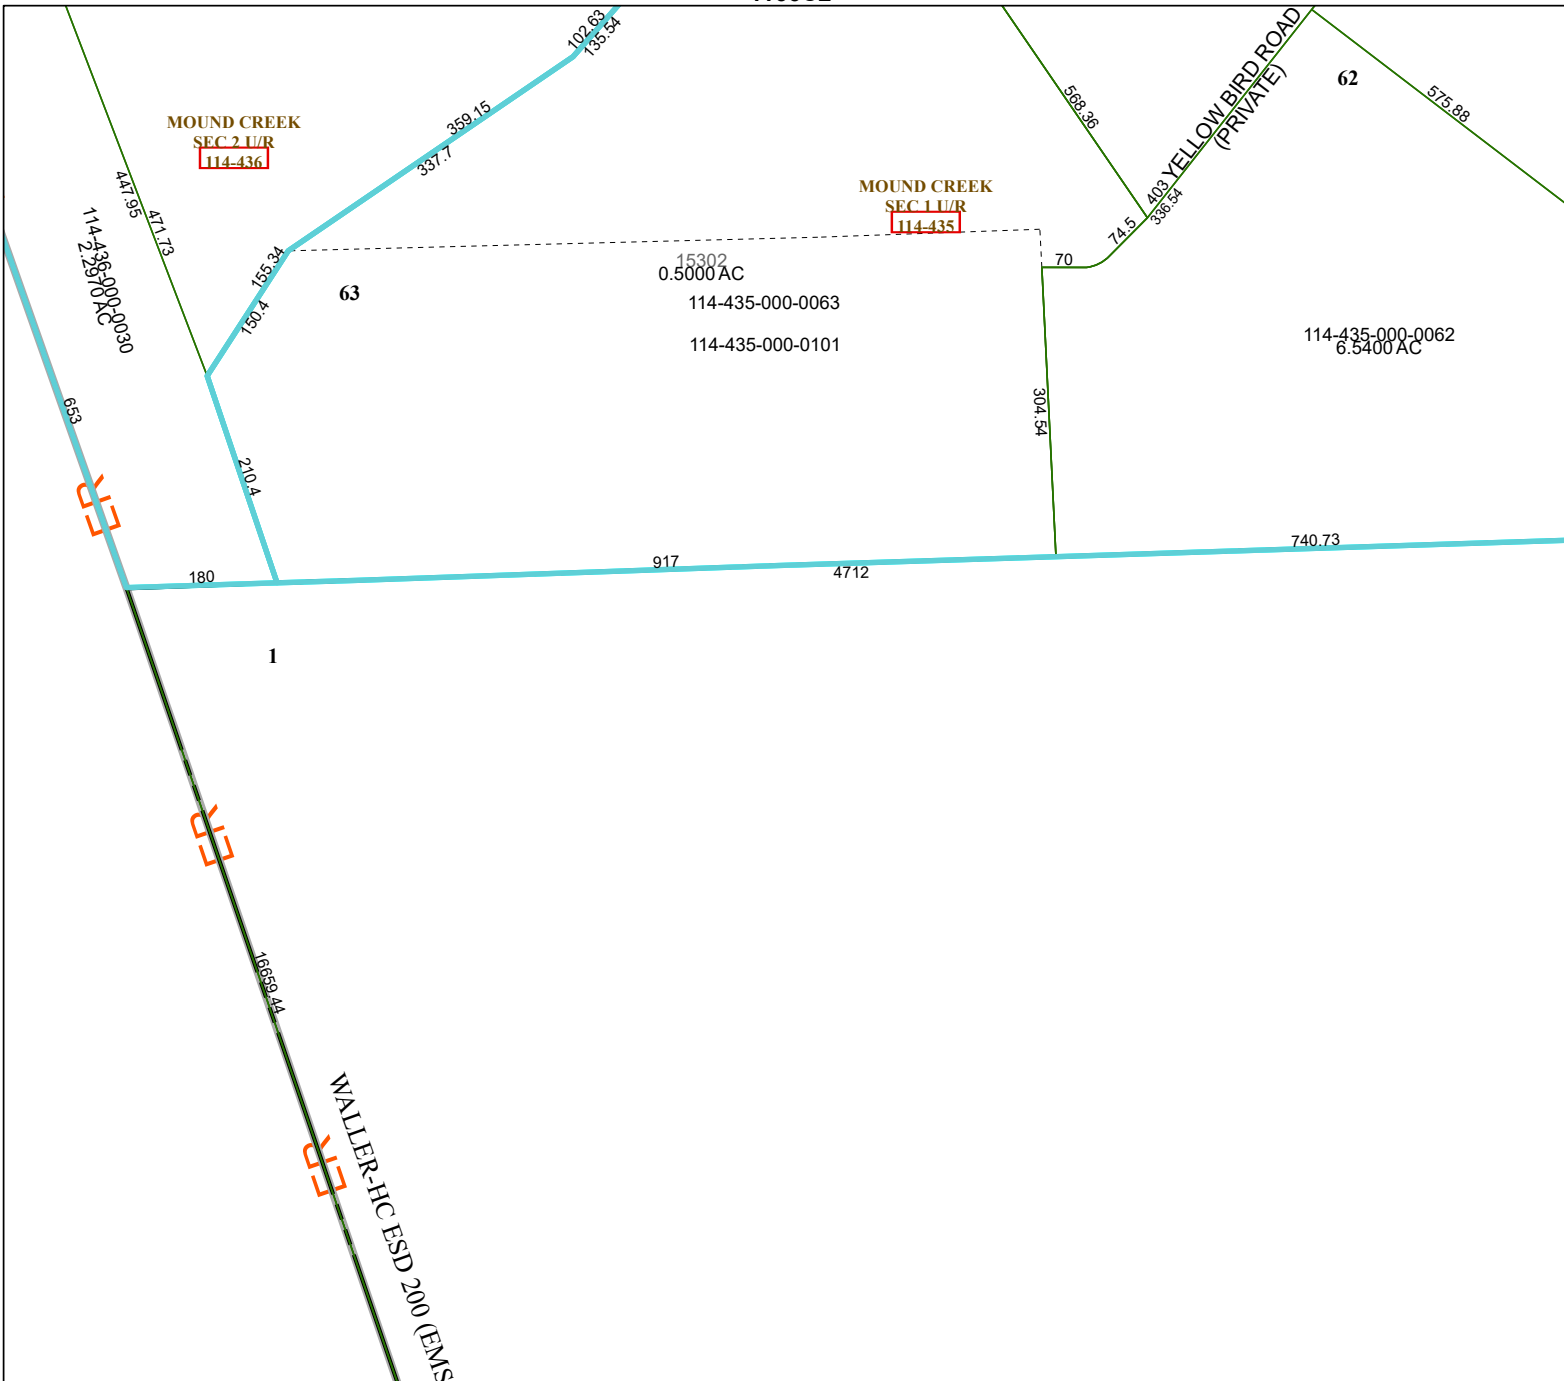 102.63
135.54
YELLOW BIRD ROAD
(PRIVATE)
62
568.36
575.88
359.15
337.7
MOUND CREEK
SEC 2 U/R
114-436
MOUND CREEK
SEC 1 U/R
114-435
447.95
471.73
403
336.54
74.5
70
114-436-000-0030
2.2970 AC
155.34
150.4
63
15302
0.5000 AC
114-435-000-0063
114-435-000-0101
114-435-000-0062
6.5400 AC
653
304.54
210.4
ER
180
917
4712
740.73
1
ER
16659.44
ER
WALLER-HC ESD 200 (EMS